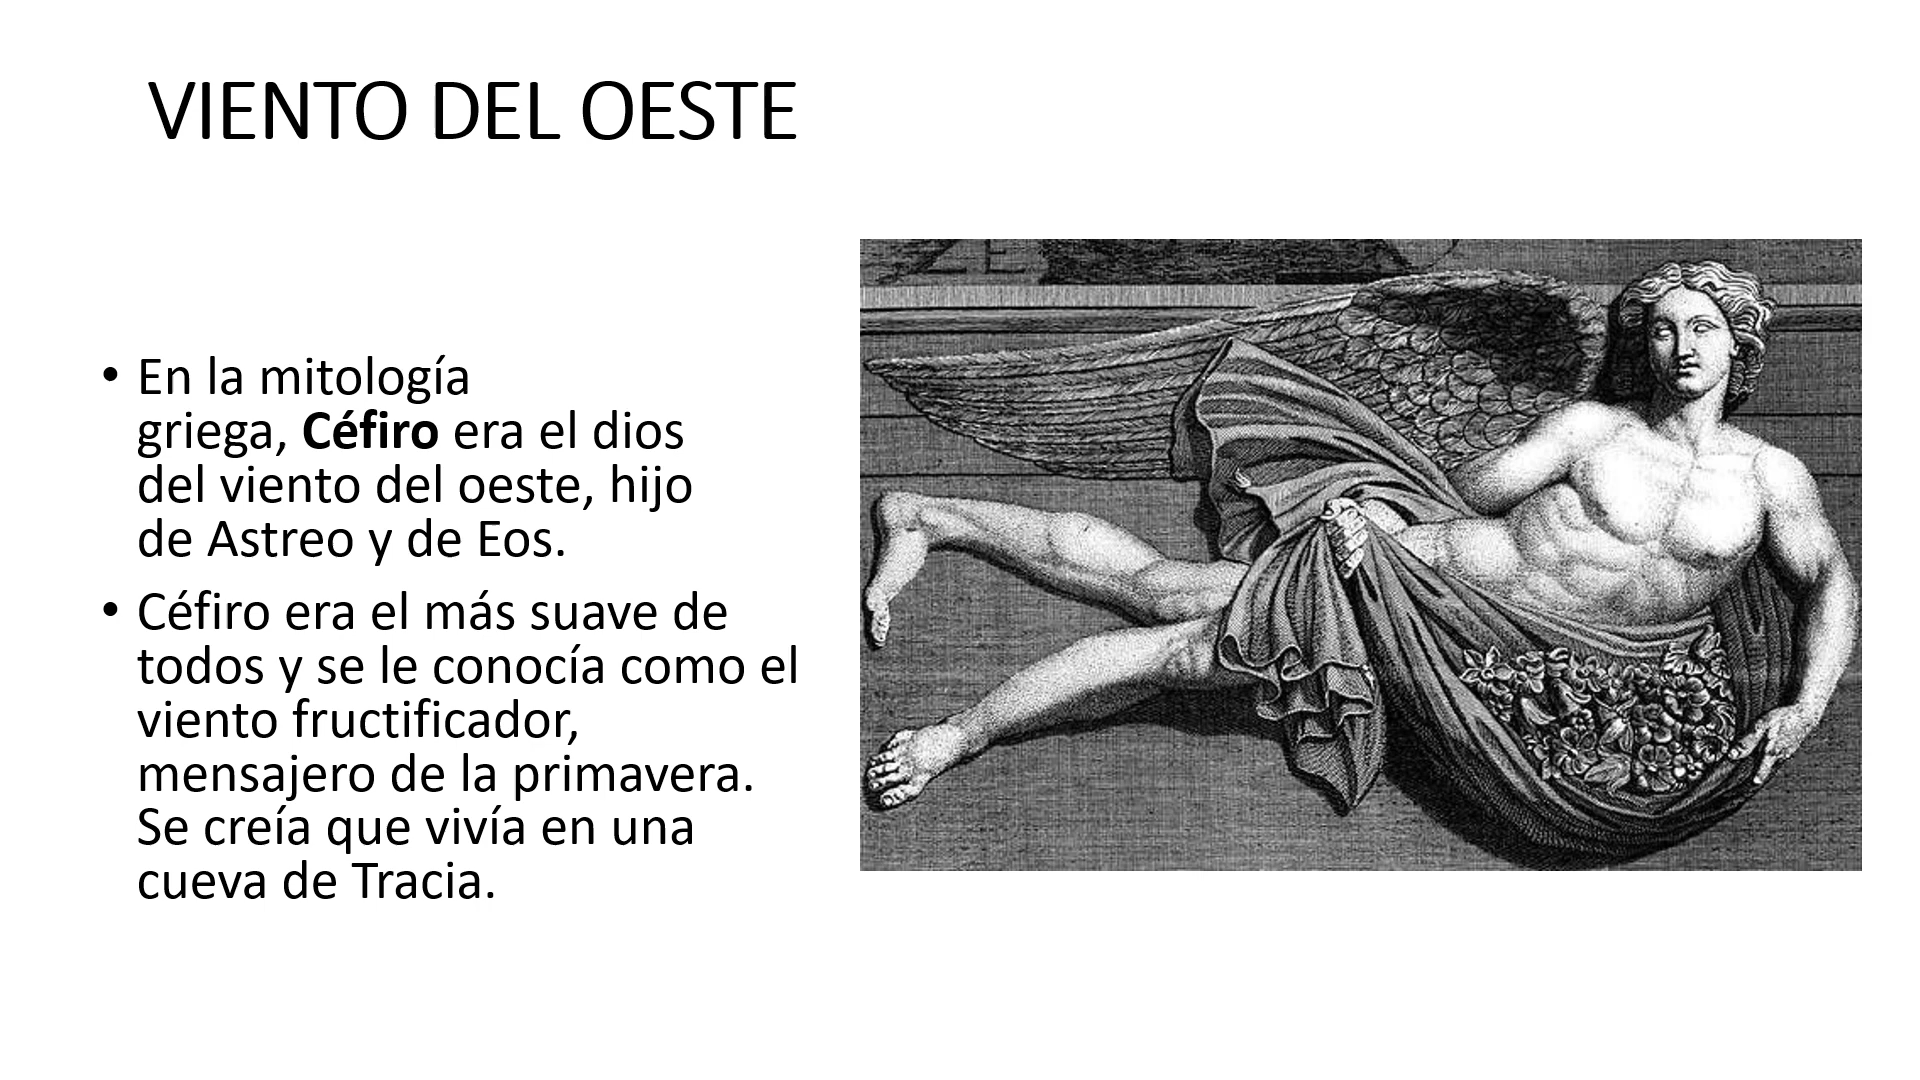 VIENTO DEL OESTE
• En la mitología
griega, Céfiro era el dios
del viento del oeste, hijo
de Astreo y de Eos.
• Céfiro era el más suave de
todos y se le conocía como el
viento fructificador,
mensajero de la primavera.
Se creía que vivía en una
cueva de Tracia.